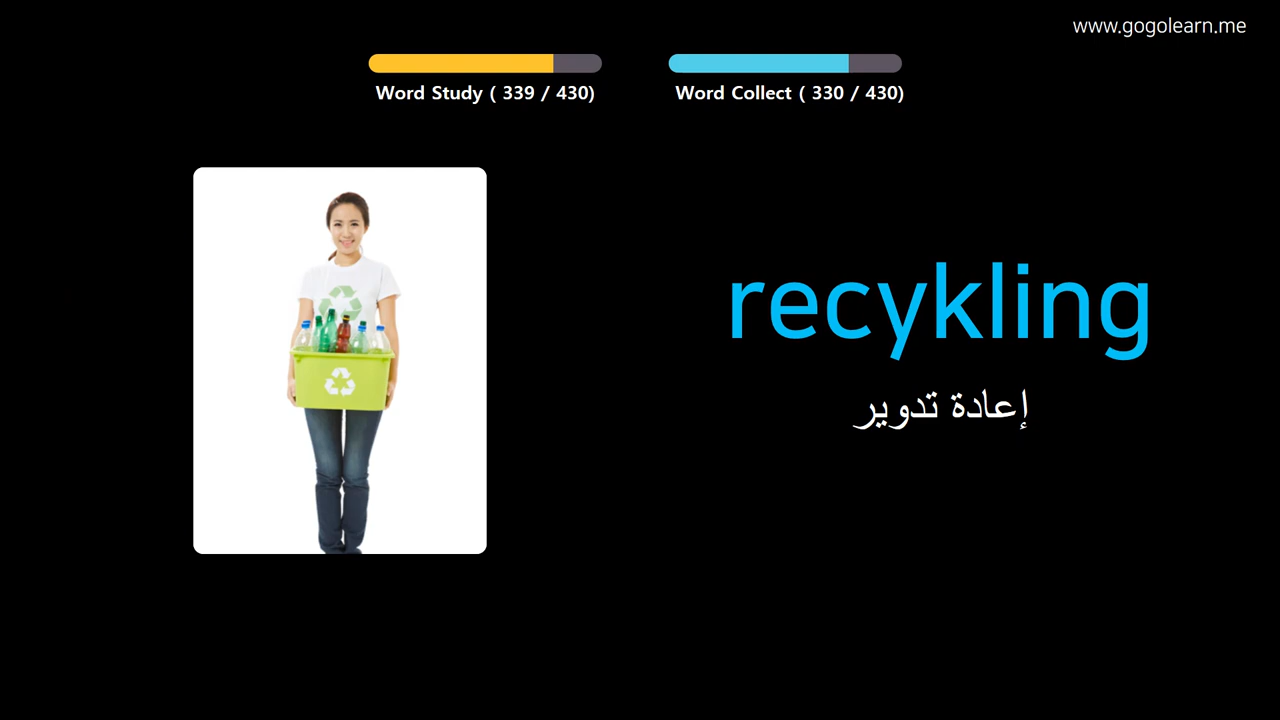 www.gogolearn.me
Word Study ( 339 / 430)
Word Collect ( 330 / 430)
recykling
إعادة تدوير